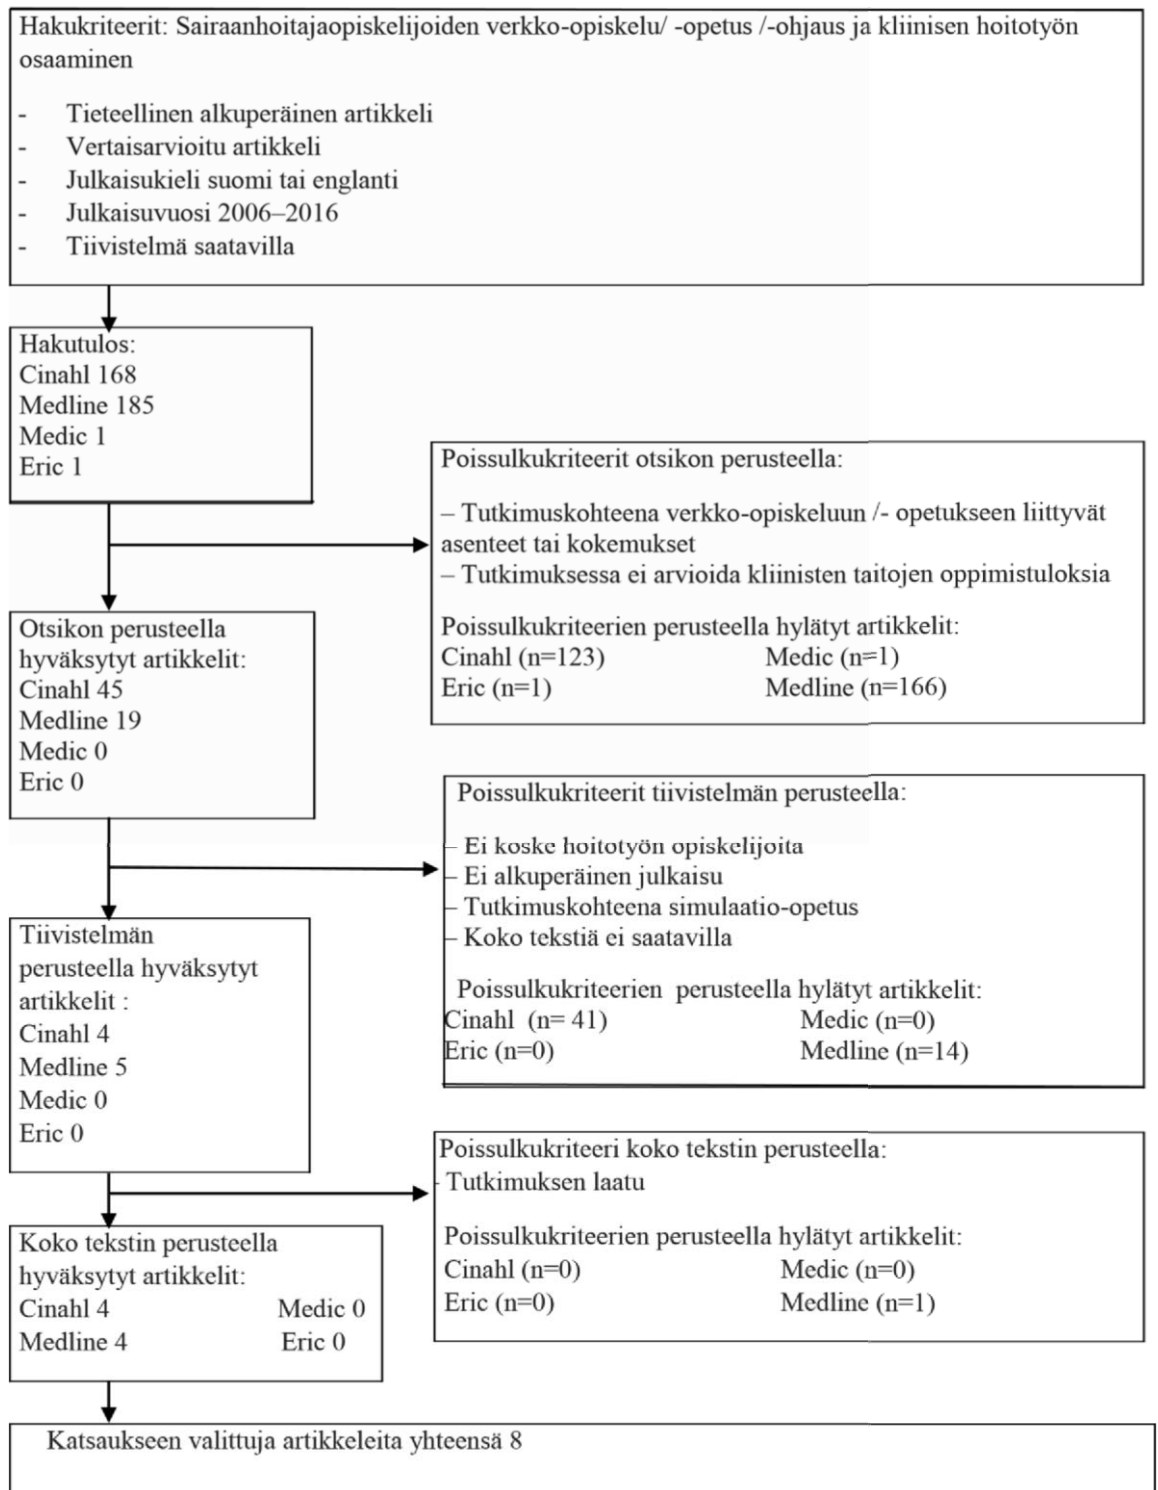 Hakukriteerit: Sairaanhoitajaopiskelijoiden verkko-opiskelu/ -opetus /-ohjaus ja kliinisen hoitotyön
osaaminen
- Tieteellinen alkuperäinen artikkeli
- Vertaisarvioitu artikkeli
- Julkaisukieli suomi tai englanti
- Julkaisuvuosi 2006–2016
- Tiivistelmä saatavilla
Hakutulos:
Cinahl 168
Medline 185
Medic 1
Eric 1
Poissulkukriteerit otsikon perusteella:
– Tutkimuskohteena verkko-opiskeluun /- opetukseen liittyvät
asenteet tai kokemukset
– Tutkimuksessa ei arvioida kliinisten taitojen oppimistuloksia
Poissulkukriteerien perusteella hylätyt artikkelit:
Cinahl (n=123) Medic (n=1)
Eric (n=1) Medline (n=166)
Otsikon perusteella
hyväksytyt artikkelit:
Cinahl 45
Medline 19
Medic 0
Eric 0
Poissulkukriteerit tiivistelmän perusteella:
– Ei koske hoitotyön opiskelijoita
– Ei alkuperäinen julkaisu
– Tutkimuskohteena simulaatio-opetus
– Koko tekstiä ei saatavilla
Poissulkukriteerien perusteella hylätyt artikkelit:
Cinahl (n= 41) Medic (n=0)
Eric (n=0) Medline (n=14)
Tiivistelmän
perusteella hyväksytyt
artikkelit :
Cinahl 4
Medline 5
Medic 0
Eric 0
Poissulkukriteeri koko tekstin perusteella:
- Tutkimuksen laatu
Poissulkukriteerien perusteella hylätyt artikkelit:
Cinahl (n=0) Medic (n=0)
Eric (n=0) Medline (n=1)
Koko tekstin perusteella
hyväksytyt artikkelit:
Cinahl 4 Medic 0
Medline 4 Eric 0
Katsaukseen valittuja artikkeleita yhteensä 8